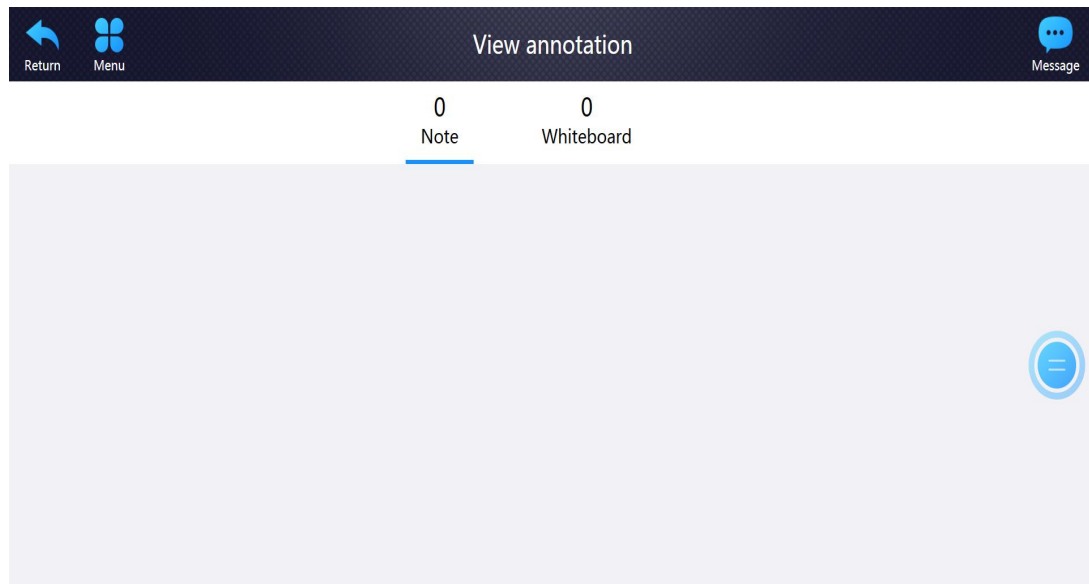 Return
Menu
View annotation
Message
0
Note
0
Whiteboard